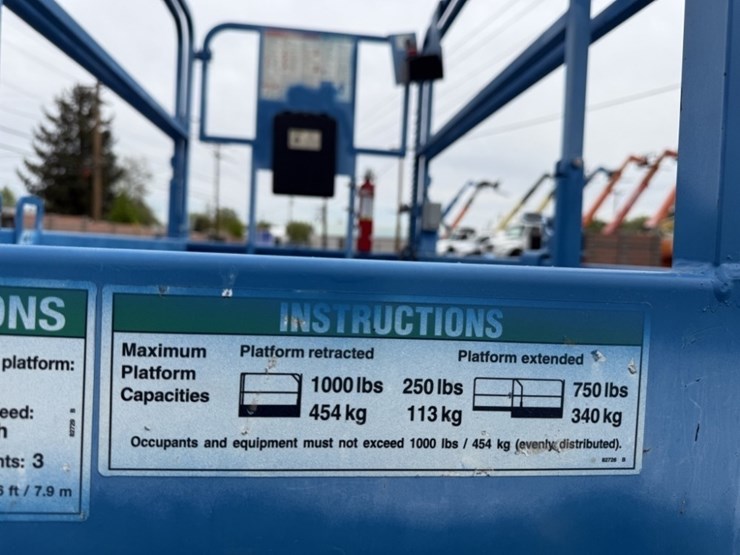 ONS
platform:
eed:
h
nts: 3
6 ft / 7.9 m
82729 B
INSTRUCTIONS
Maximum Platform Capacities
Platform retracted
1000 lbs
454 kg
Platform extended
250 lbs
113 kg
750 lbs
340 kg
Occupants and equipment must not exceed 1000 lbs / 454 kg (evenly distributed).